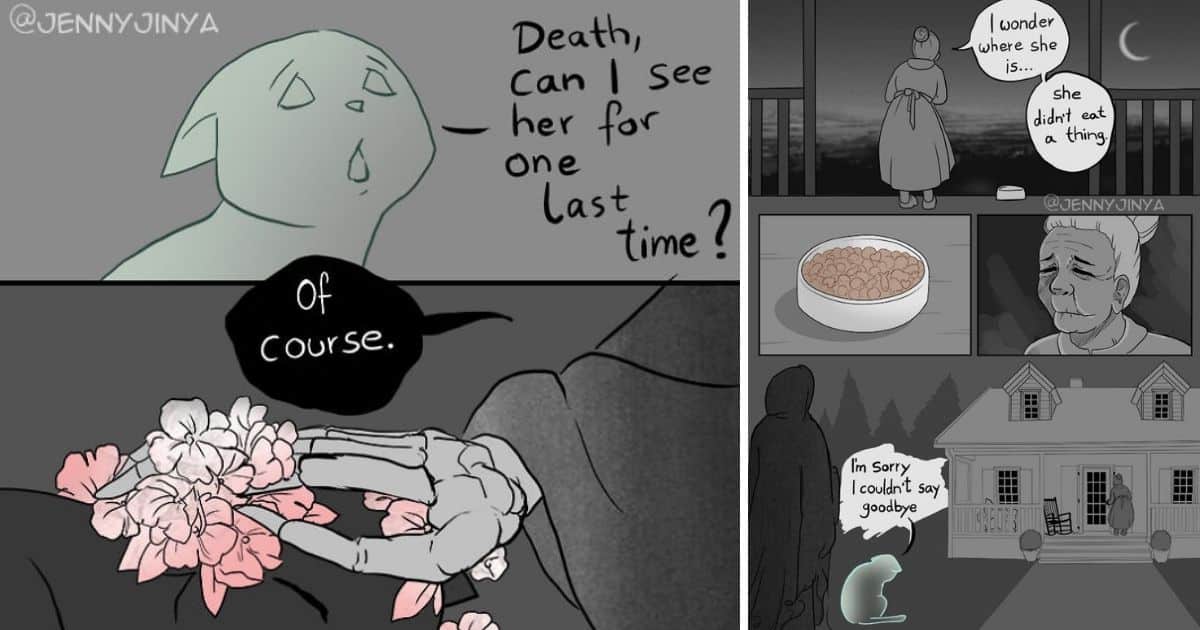 @JENNYJINYA
Death,
can I see
her for
one
last
time?
Of
course.
I wonder
where she
is...
she
didn't eat
a thing.
@JENNYJINYA
I'm sorry
I couldn't say
goodbye